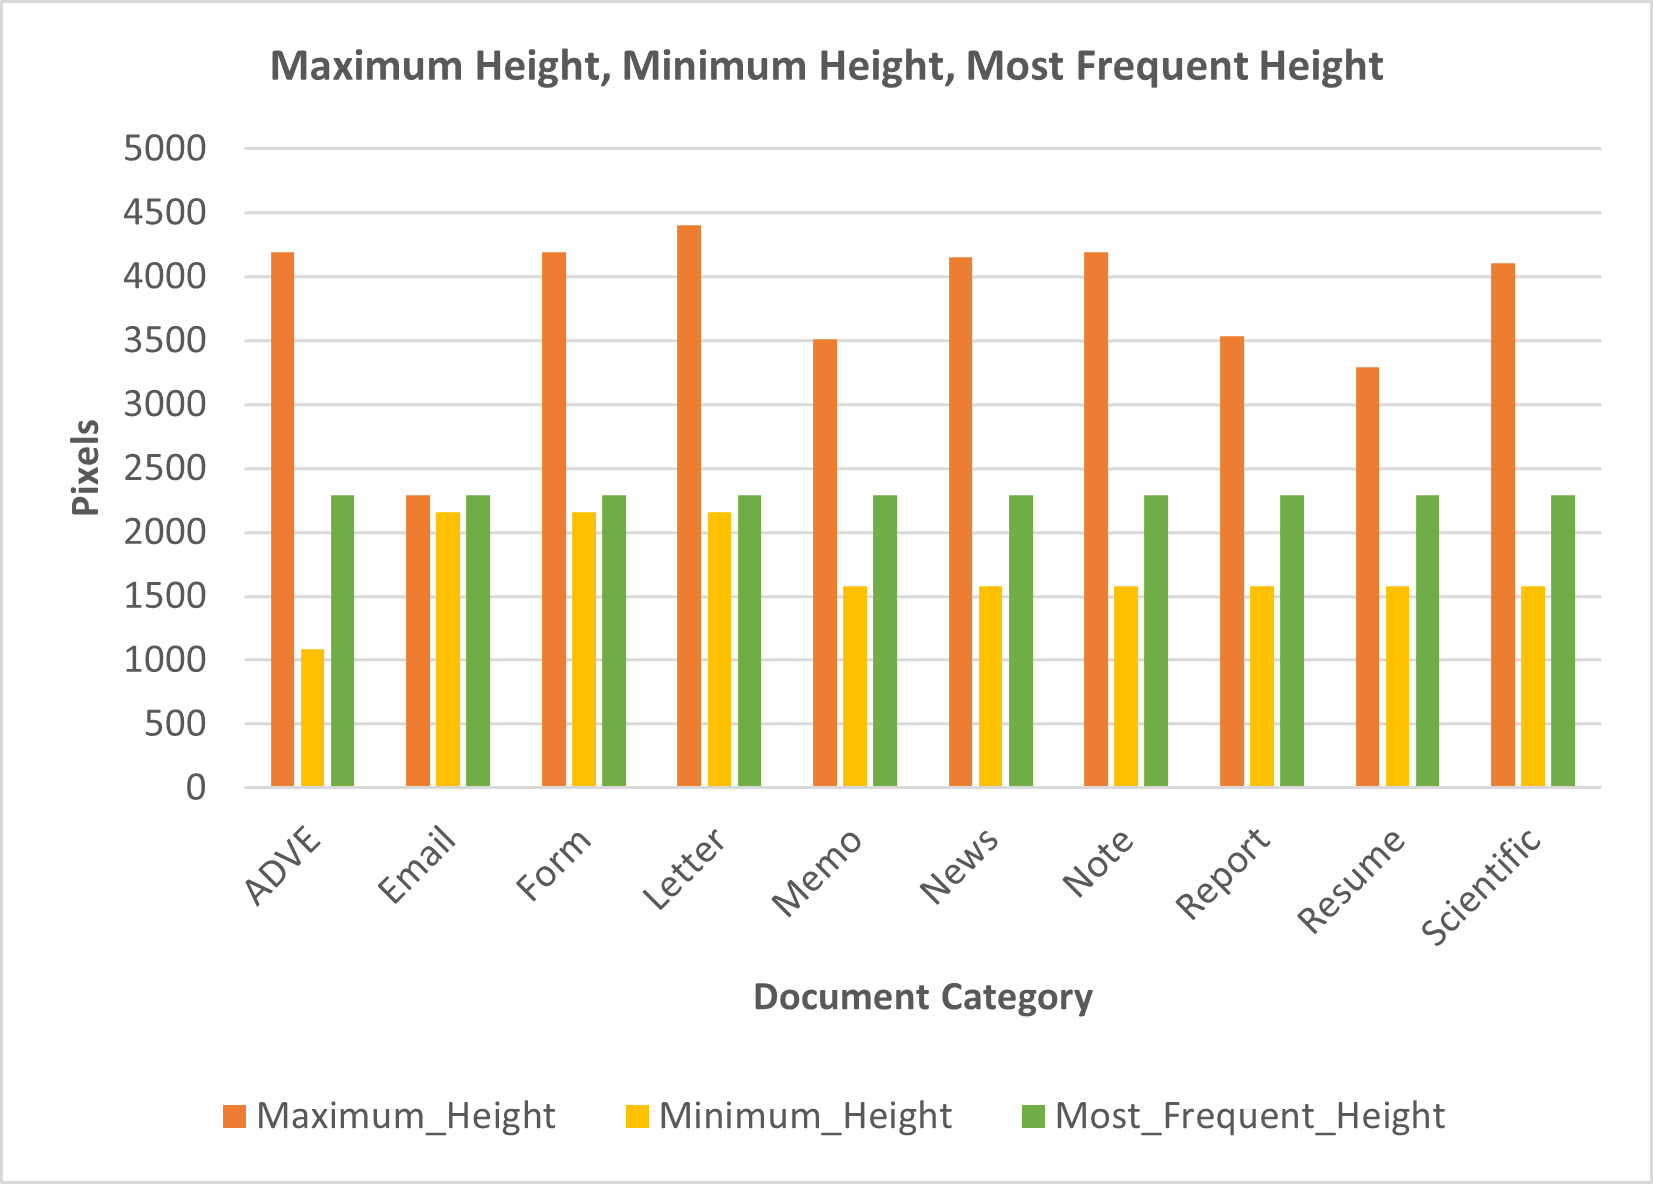 Maximum Height, Minimum Height, Most Frequent Height
5000
4500
4000
3500
3000
2500
2000
1500
1000
500
0
Pixels
ADVE
Email
Form
Letter
Memo
News
Note
Report
Resume
Scientific
Document Category
Maximum_Height
Minimum_Height
Most_Frequent_Height